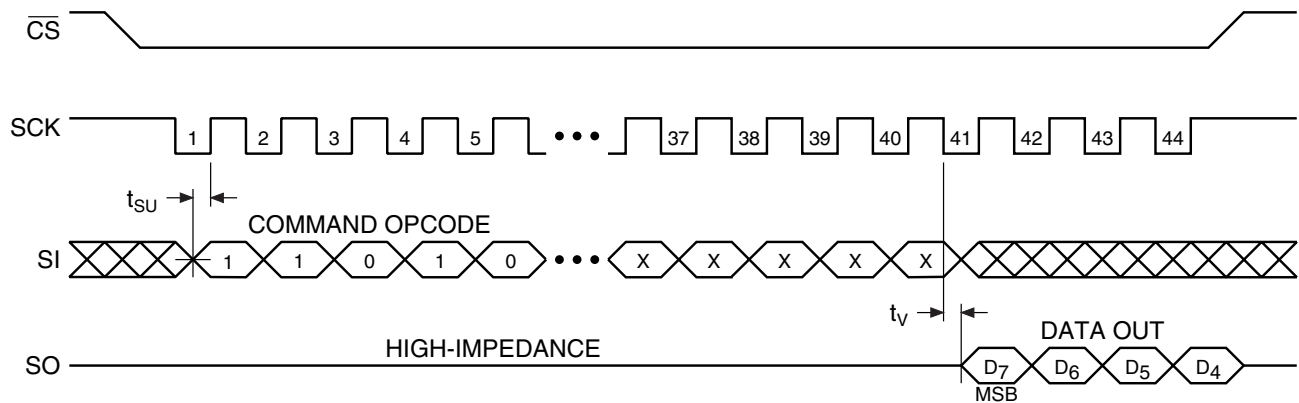 CS
SCK 1 2 3 4 5 ••• 37 38 39 40 41 42 43 44
tSU
COMMAND OPCODE
SI 1 1 0 1 0 ••• X X X X X
tV
DATA OUT
HIGH-IMPEDANCE
SO D7 D6 D5 D4
MSB